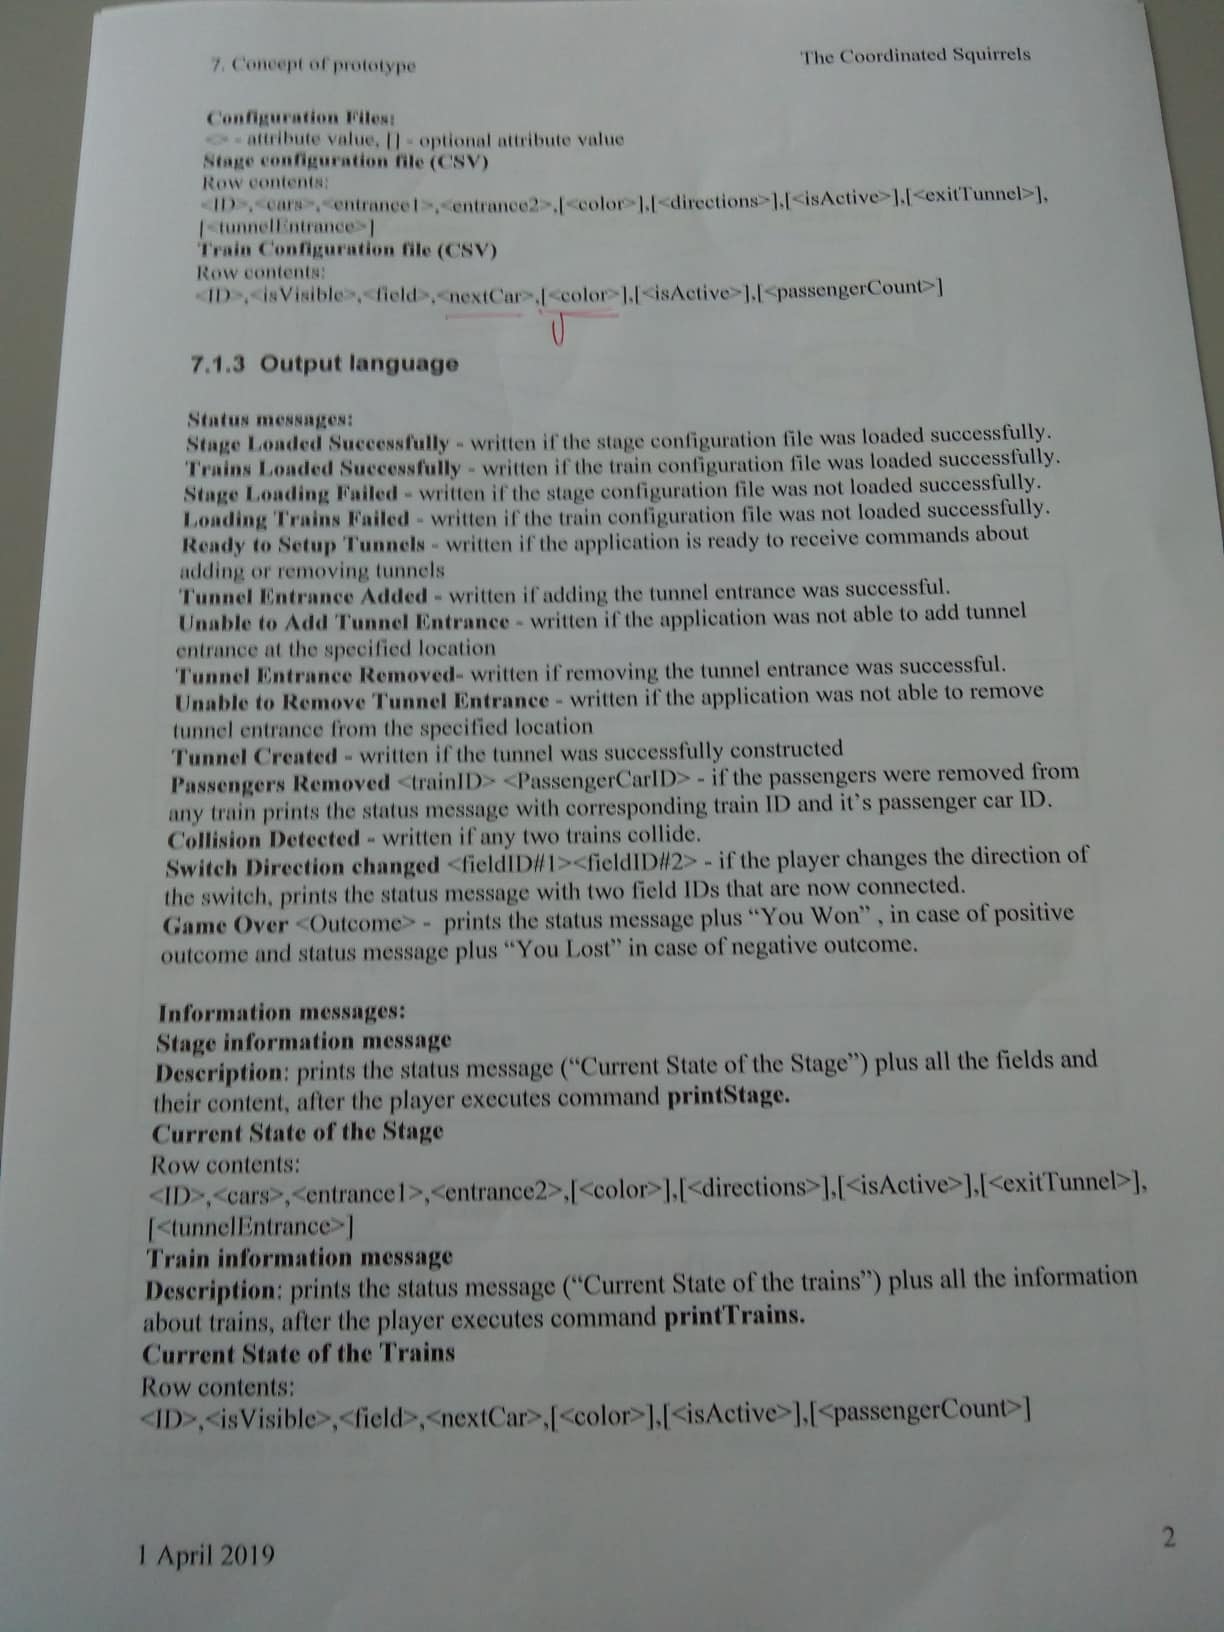 7. Concept of prototype
The Coordinated Squirrels
Configuration Files:
<> - attribute value, [] - optional attribute value
Stage configuration file (CSV)
Row contents:
<ID>,<cars>,<entrance1>,<entrance2>,[<color>],[<directions>],[<isActive>],[<exitTunnel>],
[<tunnelEntrance>]
Train Configuration file (CSV)
Row contents:
<ID>,<isVisible>,<field>,<nextCar>,[<color>],[<isActive>],[<passengerCount>]
7.1.3 Output language
Status messages:
Stage Loaded Successfully - written if the stage configuration file was loaded successfully.
Trains Loaded Successfully - written if the train configuration file was loaded successfully.
Stage Loading Failed - written if the stage configuration file was not loaded successfully.
Loading Trains Failed - written if the train configuration file was not loaded successfully.
Ready to Setup Tunnels - written if the application is ready to receive commands about
adding or removing tunnels
Tunnel Entrance Added - written if adding the tunnel entrance was successful.
Unable to Add Tunnel Entrance - written if the application was not able to add tunnel
entrance at the specified location
Tunnel Entrance Removed- written if removing the tunnel entrance was successful.
Unable to Remove Tunnel Entrance - written if the application was not able to remove
tunnel entrance from the specified location
Tunnel Created - written if the tunnel was successfully constructed
Passengers Removed <trainID> <PassengerCarID> - if the passengers were removed from
any train prints the status message with corresponding train ID and it's passenger car ID.
Collision Detected - written if any two trains collide.
Switch Direction changed <fieldID#1><fieldID#2> - if the player changes the direction of
the switch, prints the status message with two field IDs that are now connected.
Game Over <Outcome> - prints the status message plus “You Won” , in case of positive
outcome and status message plus “You Lost” in case of negative outcome.
Information messages:
Stage information message
Description: prints the status message (“Current State of the Stage”) plus all the fields and
their content, after the player executes command printStage.
Current State of the Stage
Row contents:
<ID>,<cars>,<entrance1>,<entrance2>,[<color>],[<directions>],[<isActive>],[<exitTunnel>],
[<tunnelEntrance>]
Train information message
Description: prints the status message (“Current State of the trains”) plus all the information
about trains, after the player executes command printTrains.
Current State of the Trains
Row contents:
<ID>,<isVisible>,<field>,<nextCar>,[<color>],[<isActive>],[<passengerCount>]
1 April 2019
2